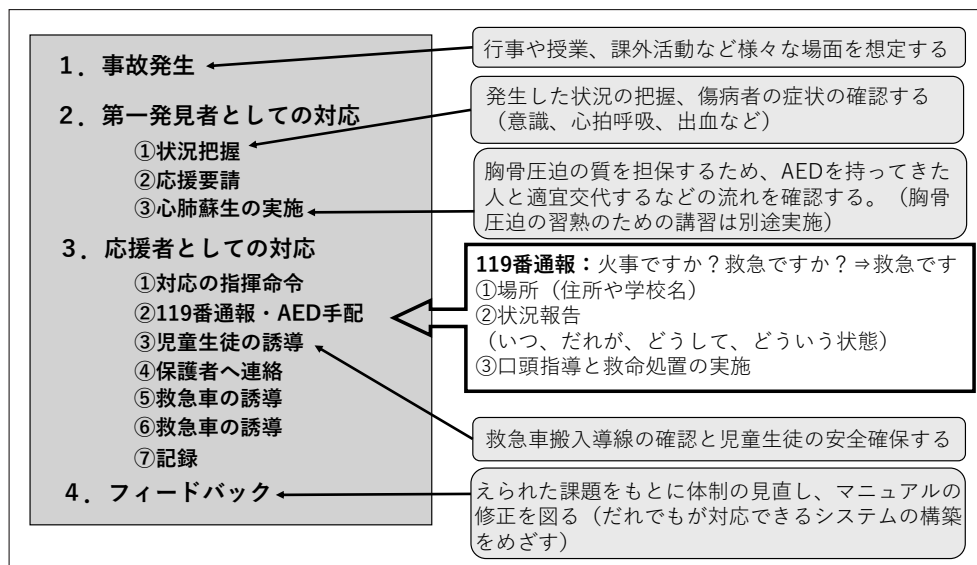 1．事故発生
2．第一発見者としての対応
①状況把握
②応援要請
③心肺蘇生の実施
3．応援者としての対応
①対応の指揮命令
②119番通報・AED手配
③児童生徒の誘導
④保護者へ連絡
⑤救急車の誘導
⑥救急車の誘導
⑦記録
4．フィードバック
行事や授業、課外活動など様々な場面を想定する
発生した状況の把握、傷病者の症状の確認する
（意識、心拍呼吸、出血など）
胸骨圧迫の質を担保するため、AEDを持ってきた
人と適宜交代するなどの流れを確認する。（胸骨
圧迫の習熟のための講習は別途実施）
119番通報：火事ですか？救急ですか？⇒救急です
①場所（住所や学校名）
②状況報告
（いつ、だれが、どうして、どういう状態）
③口頭指導と救命処置の実施
救急車搬入導線の確認と児童生徒の安全確保する
えられた課題をもとに体制の見直し、マニュアルの
修正を図る（だれでもが対応できるシステムの構築
をめざす）